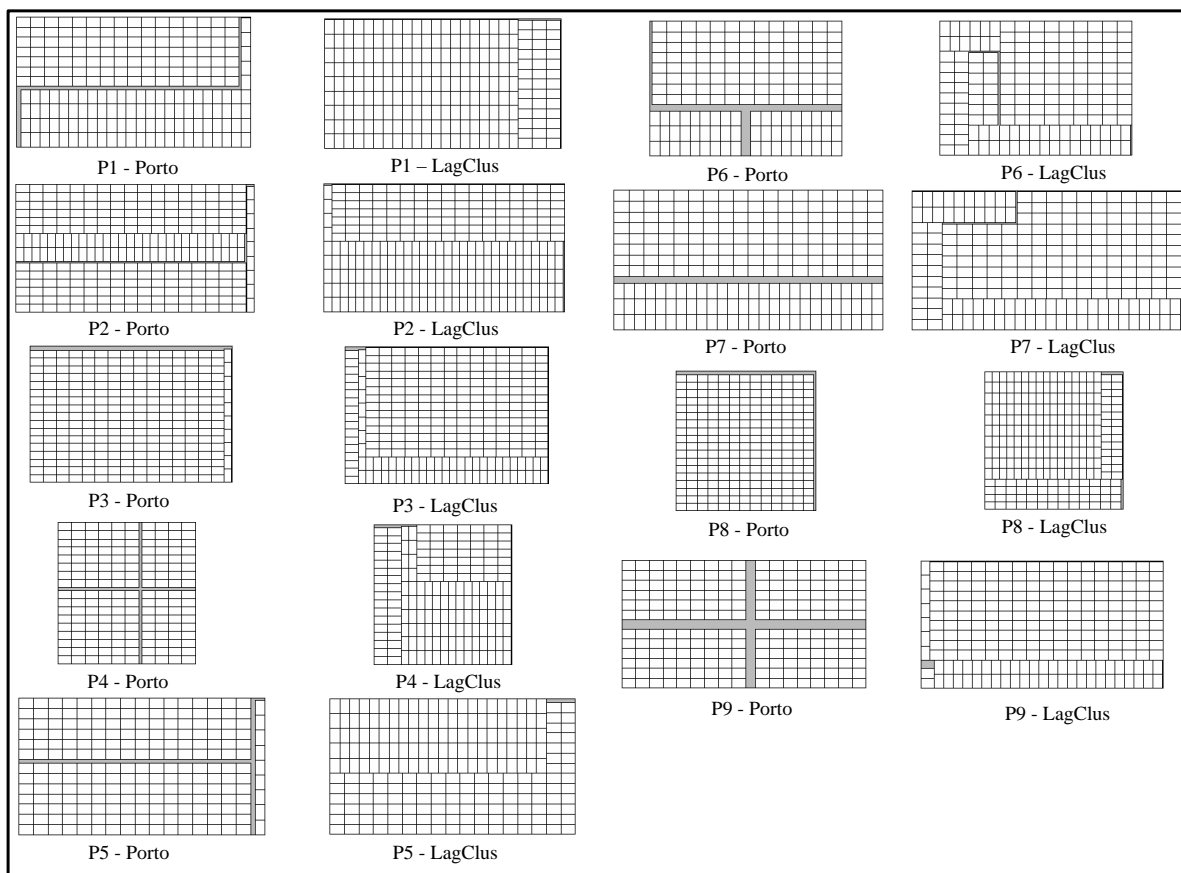 P1 - Porto
P1 – LagClus
P2 - Porto
P2 - LagClus
P3 - Porto
P3 - LagClus
P4 - Porto
P4 - LagClus
P5 - Porto
P5 - LagClus
P6 - Porto
P6 - LagClus
P7 - Porto
P7 - LagClus
P8 - Porto
P8 - LagClus
P9 - Porto
P9 - LagClus